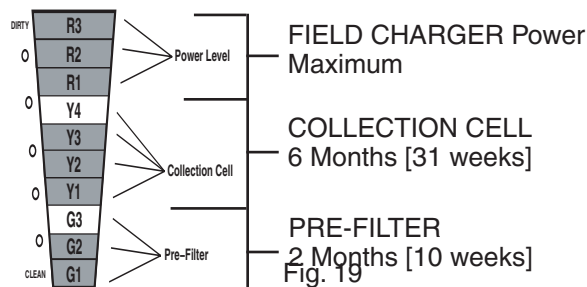 DIRTY
R3
R2
R1
Y4
Y3
Y2
Y1
G3
G2
G1
CLEAN
Power Level
Collection Cell
Pre-Filter
FIELD CHARGER Power
Maximum
COLLECTION CELL
6 Months [31 weeks]
PRE-FILTER
2 Months [10 weeks]
Fig. 19